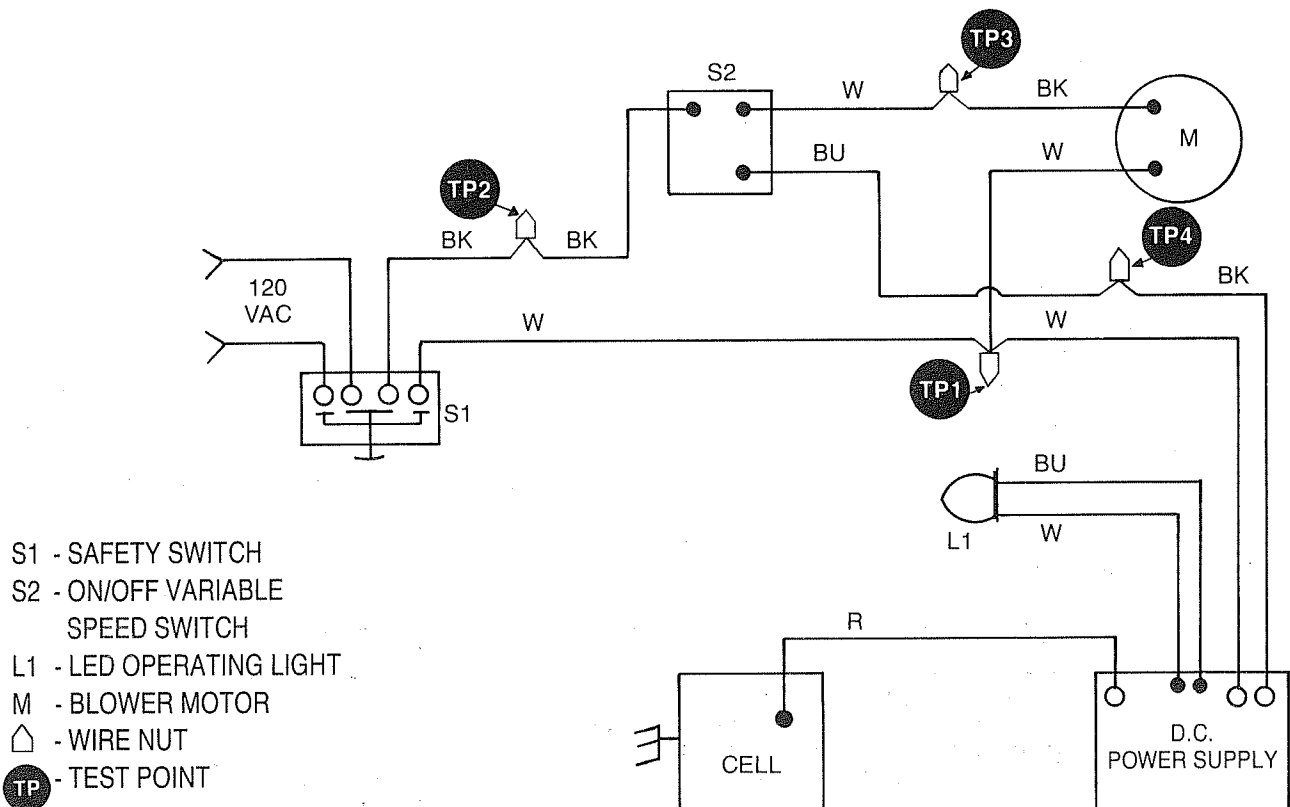 TP3
S2
W
BK
M
BU
W
TP2
BK
BK
TP4
BK
120
VAC
W
W
TP1
S1
BU
W
L1
R
CELL
D.C.
POWER SUPPLY
S1 - SAFETY SWITCH
S2 - ON/OFF VARIABLE
SPEED SWITCH
L1 - LED OPERATING LIGHT
M - BLOWER MOTOR
- WIRE NUT
TP - TEST POINT